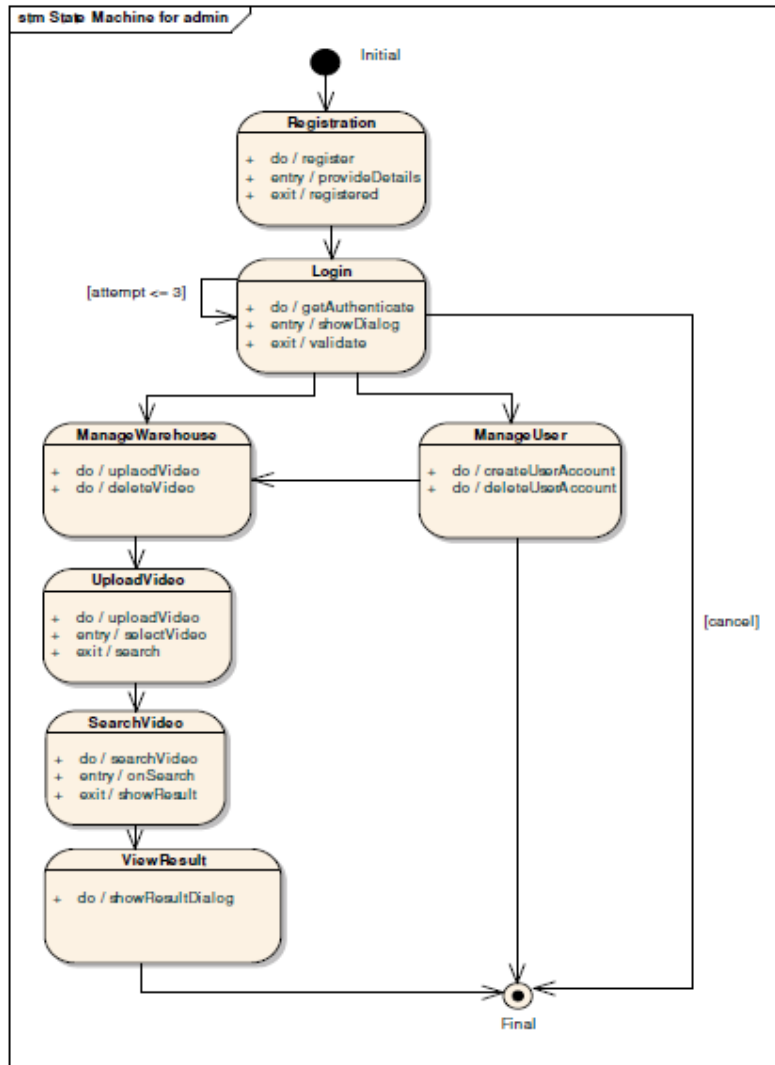 stm State Machine for admin
Initial
Registration
+ do / register
+ entry / provideDetails
+ exit / registered
Login
[attempt <= 3]
+ do / getAuthenticate
+ entry / showDialog
+ exit / validate
ManageWarehouse
+ do / uplaodVideo
+ do / deleteVideo
ManageUser
+ do / createUserAccount
+ do / deleteUserAccount
UploadVideo
+ do / uploadVideo
+ entry / selectVideo
+ exit / search
[cancel]
SearchVideo
+ do / searchVideo
+ entry / onSearch
+ exit / showResult
ViewResult
+ do / showResultDialog
Final